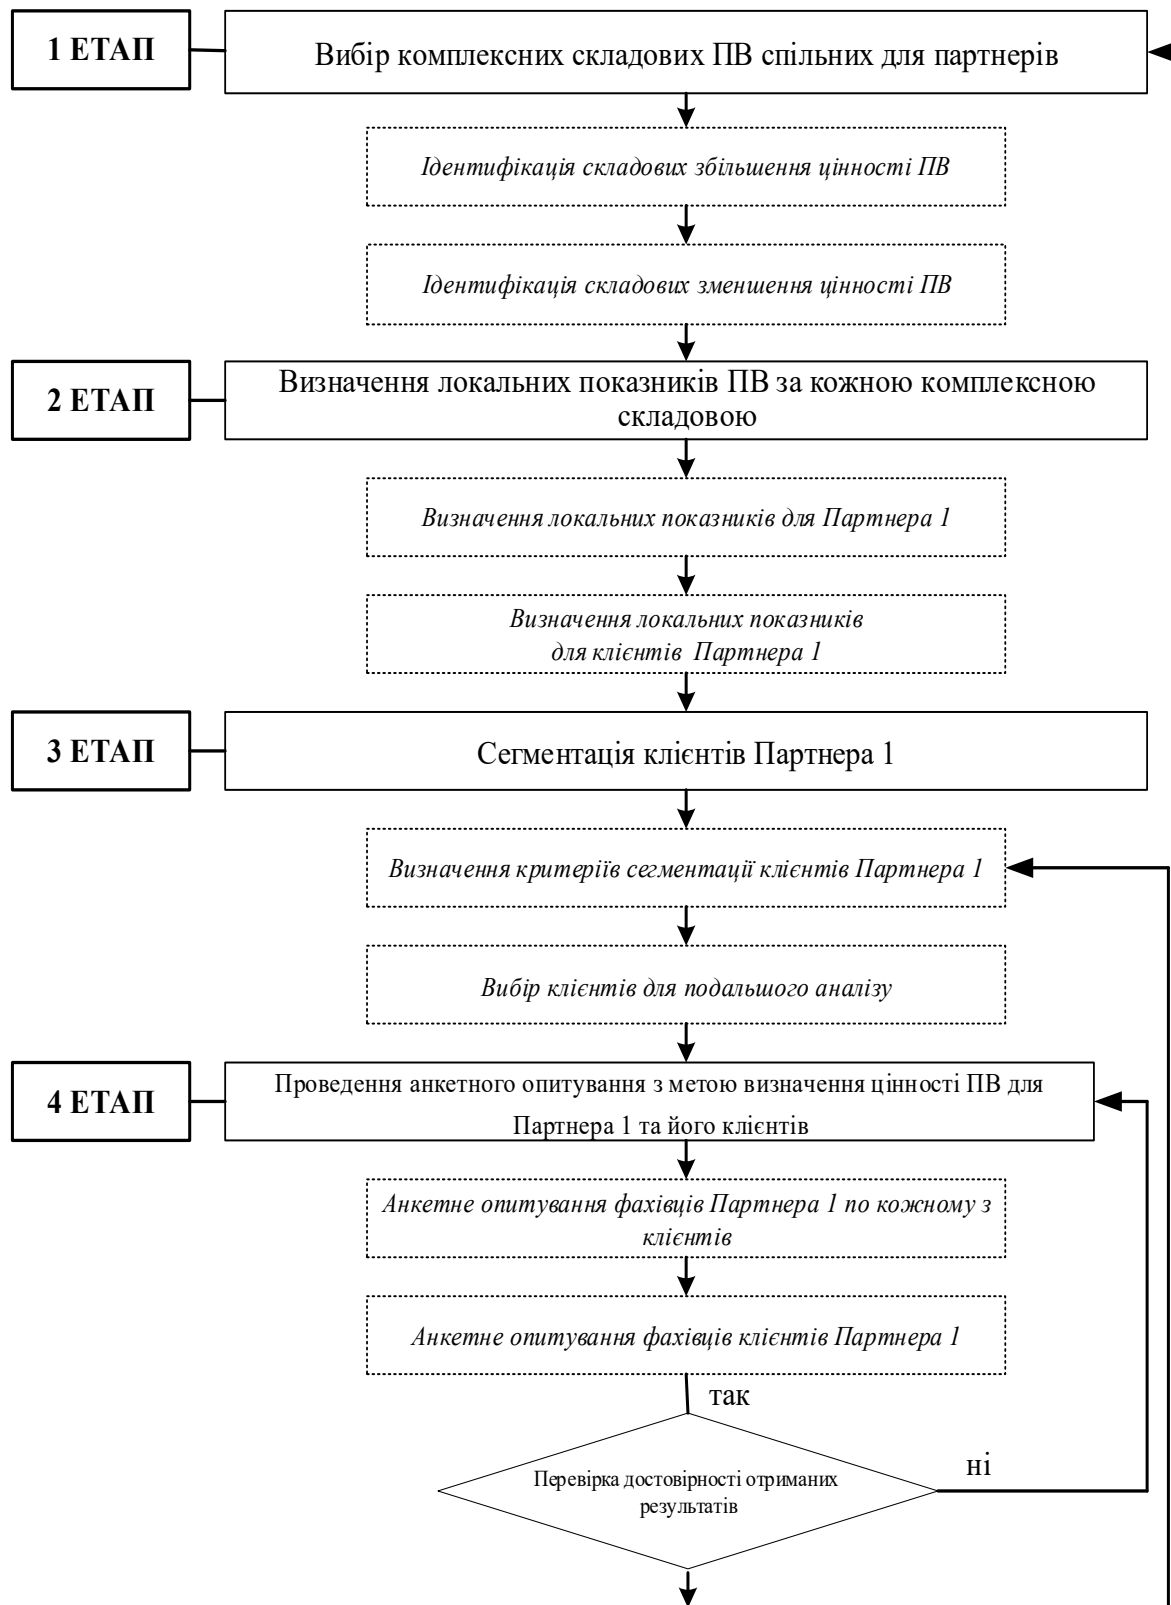 1 ЕТАП
Вибір комплексних складових ПВ спільних для партнерів
Ідентифікація складових збільшення цінності ПВ
Ідентифікація складових зменшення цінності ПВ
2 ЕТАП
Визначення локальних показників ПВ за кожною комплексною
складовою
Визначення локальних показників для Партнера 1
Визначення локальних показників
для клієнтів Партнера 1
3 ЕТАП
Сегментація клієнтів Партнера 1
Визначення критеріїв сегментації клієнтів Партнера 1
Вибір клієнтів для подальшого аналізу
4 ЕТАП
Проведення анкетного опитування з метою визначення цінності ПВ для
Партнера 1 та його клієнтів
Анкетне опитування фахівців Партнера 1 по кожному з
клієнтів
Анкетне опитування фахівців клієнтів Партнера 1
так
ні
Перевірка достовірності отриманих
результатів